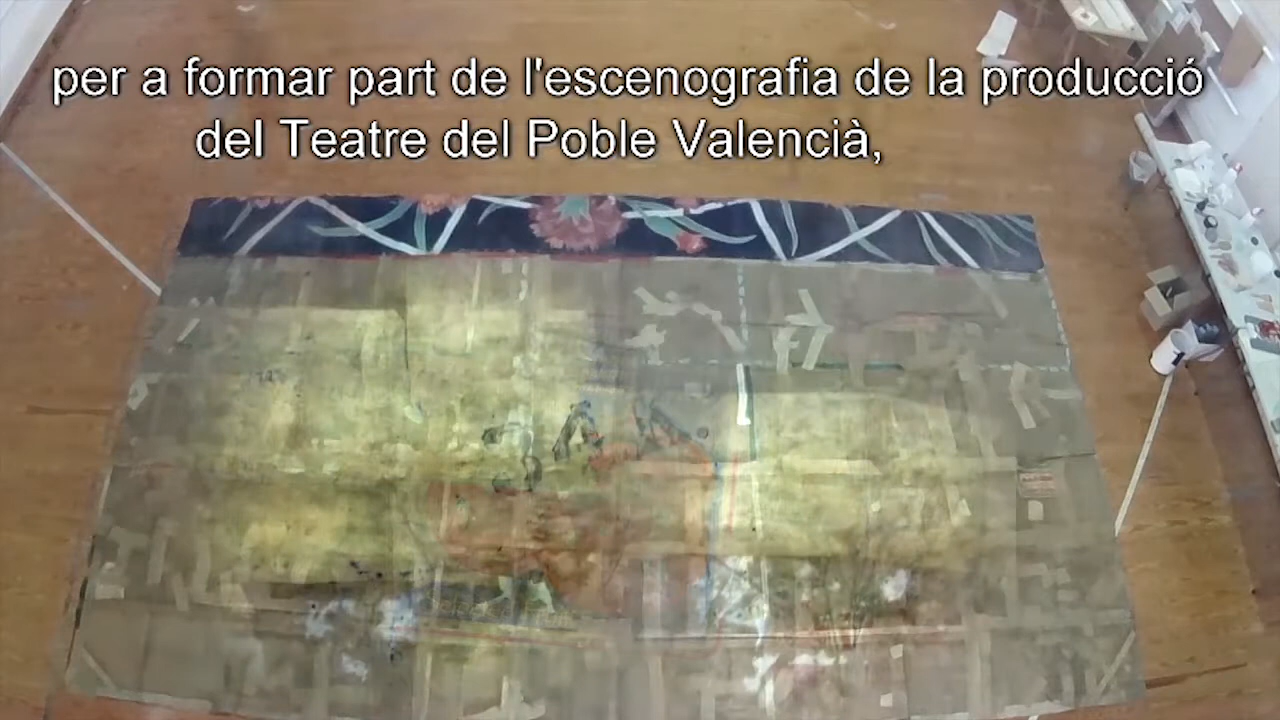 per a formar part de l'escenografia de la producció
del Teatre del Poble Valencià,